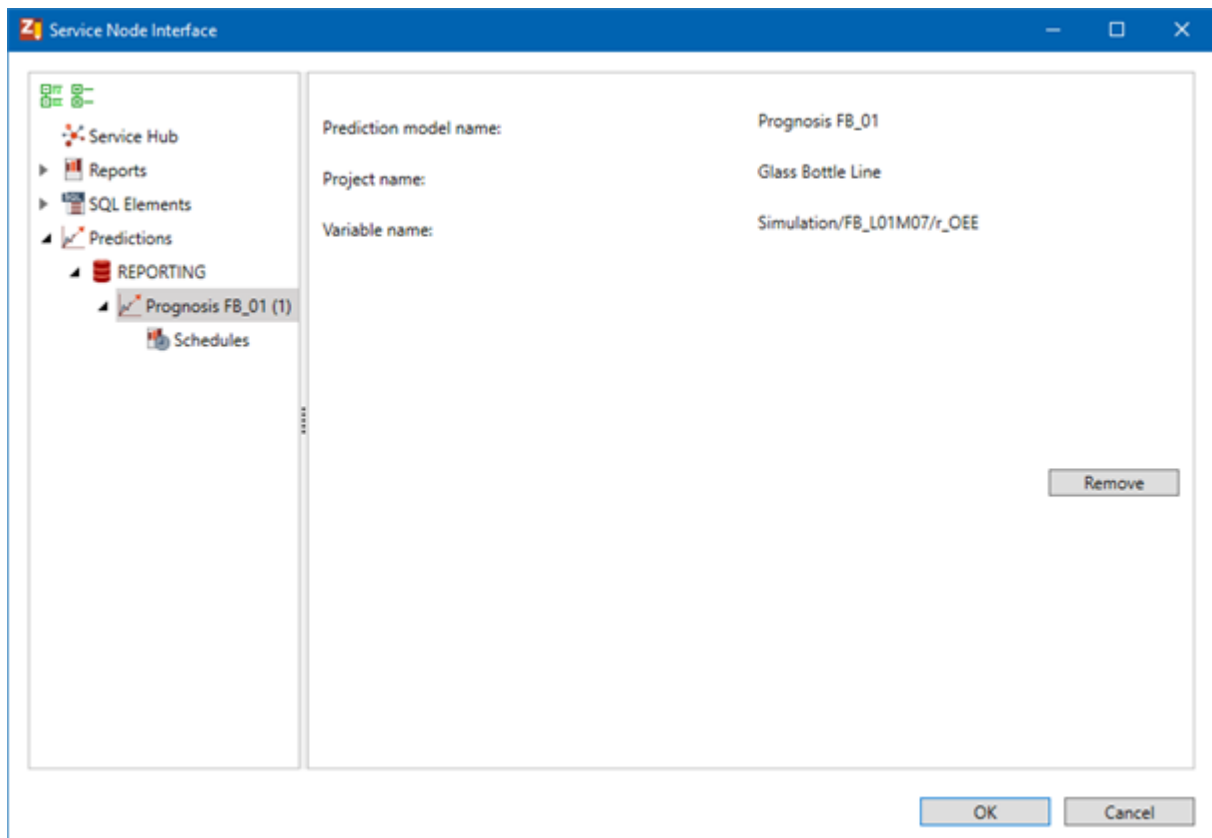 Service Node Interface
Service Hub
Reports
SQL Elements
Predictions
REPORTING
Prognosis FB_01 (1)
Schedules
Prediction model name: Prognosis FB_01
Project name: Glass Bottle Line
Variable name: Simulation/FB_L01M07/r_OEE
Remove
OK Cancel